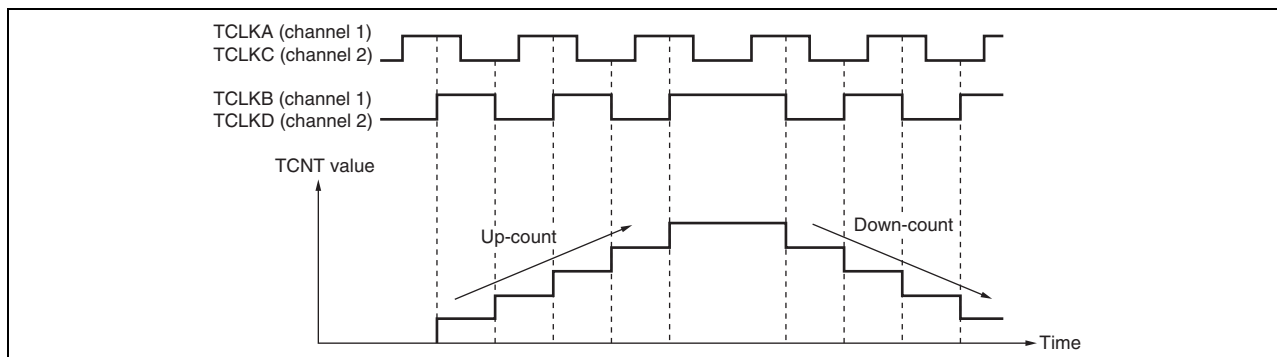 TCLKA (channel 1)
TCLKC (channel 2)
TCLKB (channel 1)
TCLKD (channel 2)
TCNT value
Up-count
Down-count
Time